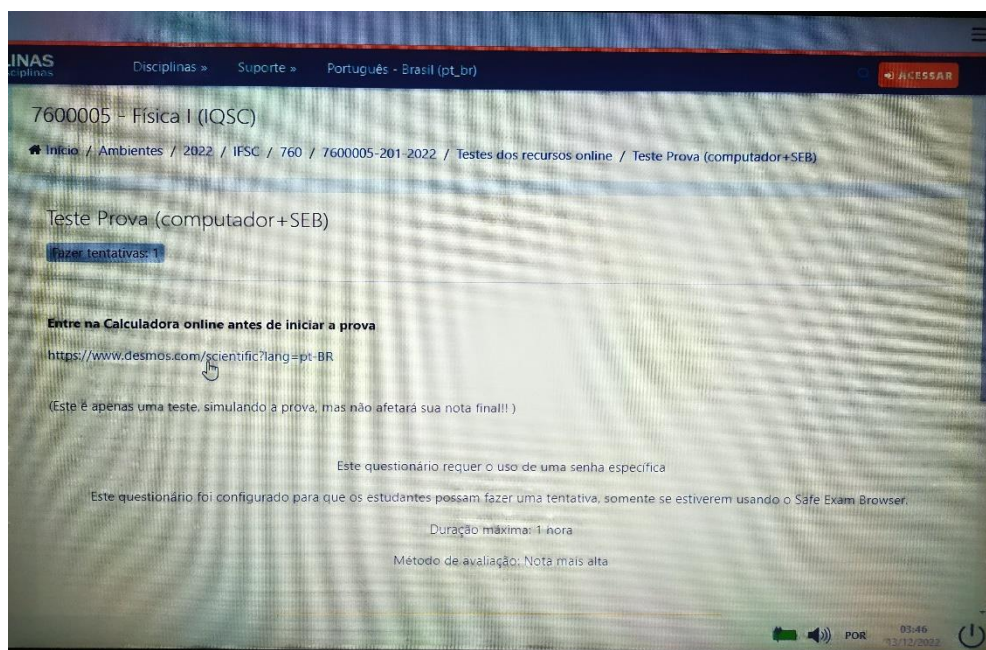 INAS
ciplinas
Disciplinas »
Suporte »
Português - Brasil (pt_br)
ACESSAR
7600005 - Física I (IQSC)
Início / Ambientes / 2022 / IFSC / 760 / 7600005-201-2022 / Testes dos recursos online / Teste Prova (computador+SEB)
Teste Prova (computador+SEB)
Fazer tentativas: 1
Entre na Calculadora online antes de iniciar a prova
https://www.desmos.com/scientific?lang=pt-BR
(Este é apenas uma teste, simulando a prova, mas não afetará sua nota final!! )
Este questionário requer o uso de uma senha específica
Este questionário foi configurado para que os estudantes possam fazer uma tentativa, somente se estiverem usando o Safe Exam Browser.
Duração máxima: 1 hora
Método de avaliação: Nota mais alta
POR
03:46
13/12/2022